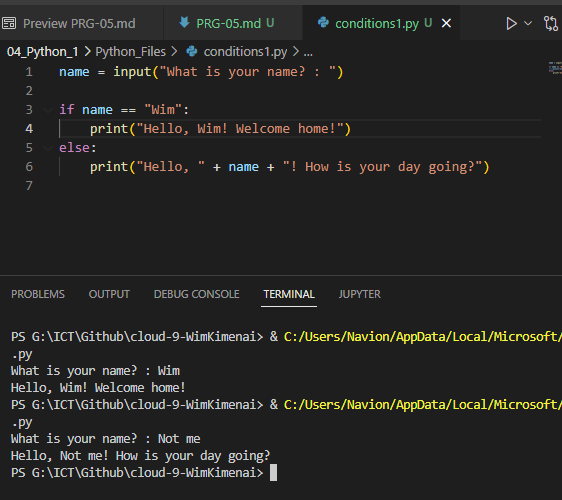 Preview PRG-05.md PRG-05.md U conditions1.py U
04_Python_1 > Python_Files > conditions1.py > ...
1 name = input("What is your name? : ")
2
3 if name == "Wim":
4 print("Hello, Wim! Welcome home!")
5 else:
6 print("Hello, " + name + "! How is your day going?")
7
PROBLEMS OUTPUT DEBUG CONSOLE TERMINAL JUPYTER
PS G:\ICT\Github\cloud-9-WimKimenai> & C:/Users/Navion/AppData/Local/Microsoft/
.py
What is your name? : Wim
Hello, Wim! Welcome home!
PS G:\ICT\Github\cloud-9-WimKimenai> & C:/Users/Navion/AppData/Local/Microsoft/
.py
What is your name? : Not me
Hello, Not me! How is your day going?
PS G:\ICT\Github\cloud-9-WimKimenai>